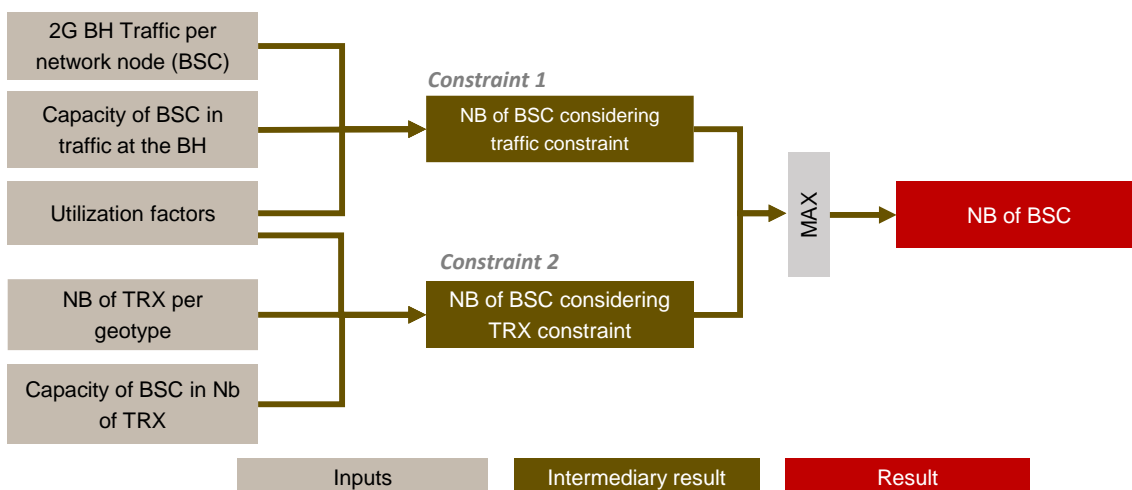 2G BH Traffic per
network node (BSC)
Capacity of BSC in
traffic at the BH
Utilization factors
NB of TRX per
geotype
Capacity of BSC in Nb
of TRX
Constraint 1
NB of BSC considering
traffic constraint
Constraint 2
NB of BSC considering
TRX constraint
MAX
NB of BSC
Inputs
Intermediary result
Result